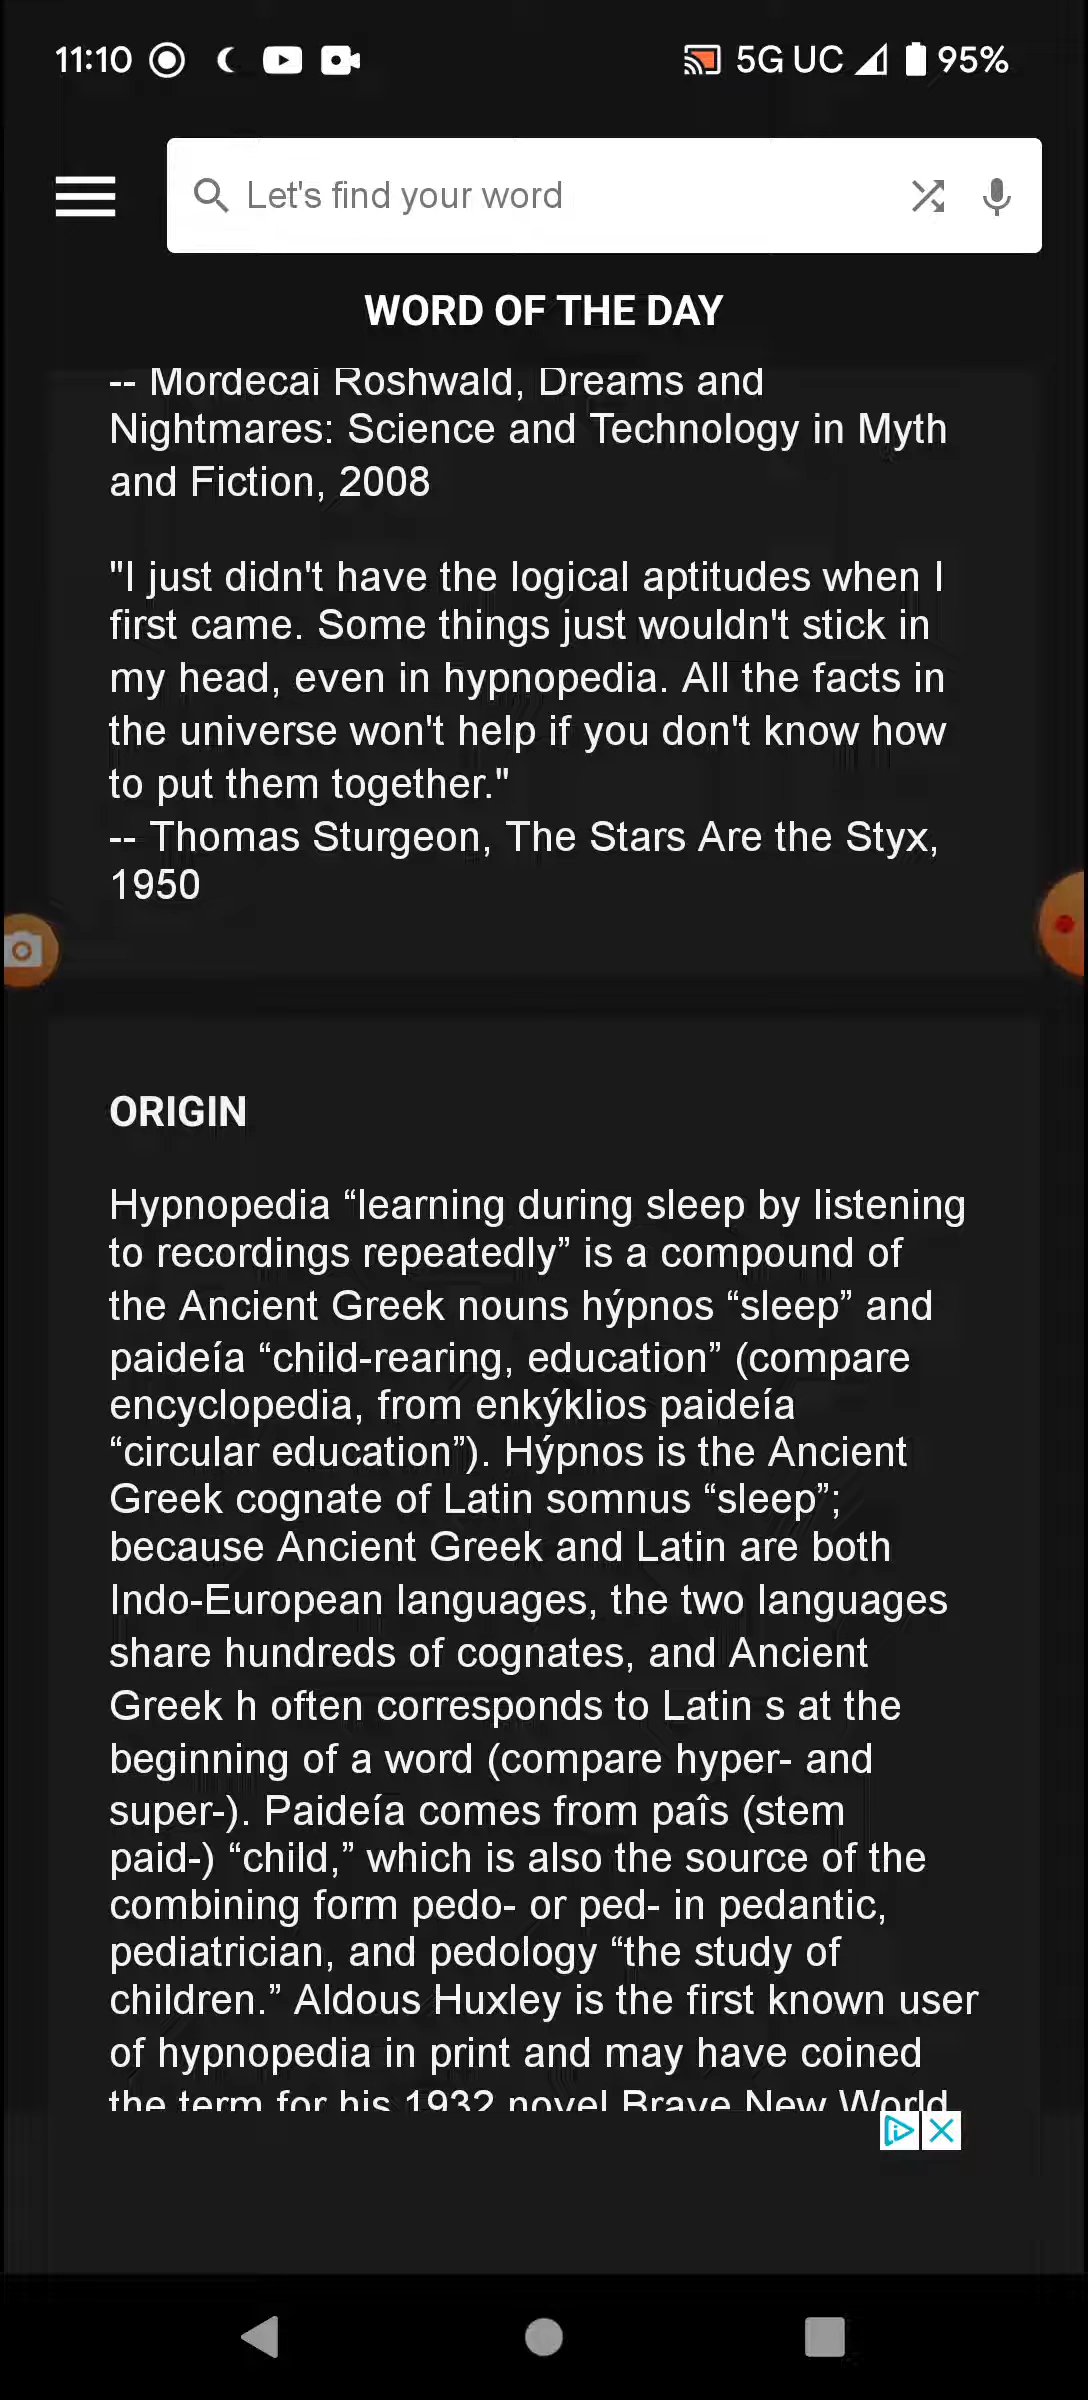 11:10
5G UC
95%
Let's find your word
WORD OF THE DAY
-- Mordecai Roshwald, Dreams and
Nightmares: Science and Technology in Myth
and Fiction, 2008
"I just didn't have the logical aptitudes when I
first came. Some things just wouldn't stick in
my head, even in hypnopedia. All the facts in
the universe won't help if you don't know how
to put them together."
-- Thomas Sturgeon, The Stars Are the Styx,
1950
ORIGIN
Hypnopedia “learning during sleep by listening
to recordings repeatedly” is a compound of
the Ancient Greek nouns hýpnos “sleep” and
paideía “child-rearing, education” (compare
encyclopedia, from enkýklios paideía
“circular education”). Hýpnos is the Ancient
Greek cognate of Latin somnus “sleep”;
because Ancient Greek and Latin are both
Indo-European languages, the two languages
share hundreds of cognates, and Ancient
Greek h often corresponds to Latin s at the
beginning of a word (compare hyper- and
super-). Paideía comes from paîs (stem
paid-) “child,” which is also the source of the
combining form pedo- or ped- in pedantic,
pediatrician, and pedology “the study of
children.” Aldous Huxley is the first known user
of hypnopedia in print and may have coined
the term for his 1932 novel Brave New World